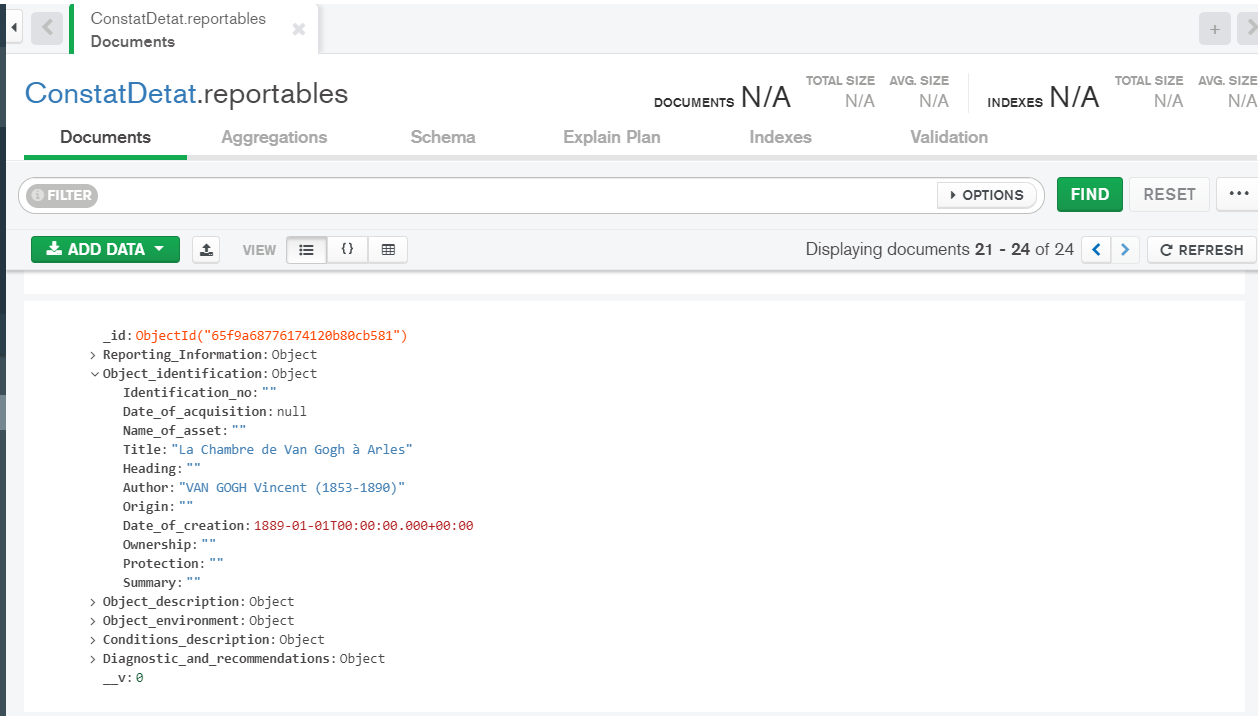 ConstatDetat.reportables
Documents
ConstatDetat.reportables
DOCUMENTS N/A TOTAL SIZE N/A AVG. SIZE N/A INDEXES N/A TOTAL SIZE N/A AVG. SIZE N/A
Documents Aggregations Schema Explain Plan Indexes Validation
FILTER OPTIONS FIND RESET
ADD DATA VIEW {} Displaying documents 21 - 24 of 24 REFRESH
_id: ObjectId("65f9a68776174120b80cb581")
Reporting_Information: Object
Object_identification: Object
Identification_no: ""
Date_of_acquisition: null
Name_of_asset: ""
Title: "La Chambre de Van Gogh à Arles"
Heading: ""
Author: "VAN GOGH Vincent (1853-1890)"
Origin: ""
Date_of_creation: 1889-01-01T00:00:00.000+00:00
Ownership: ""
Protection: ""
Summary: ""
Object_description: Object
Object_environment: Object
Conditions_description: Object
Diagnostic_and_recommendations: Object
__v: 0